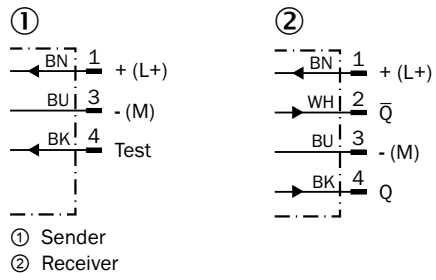 ① ②
BN 1 + (L+)
BU 3 - (M)
BK 4 Test
BN 1 + (L+)
WH 2 Q̅
BU 3 - (M)
BK 4 Q
① Sender
② Receiver